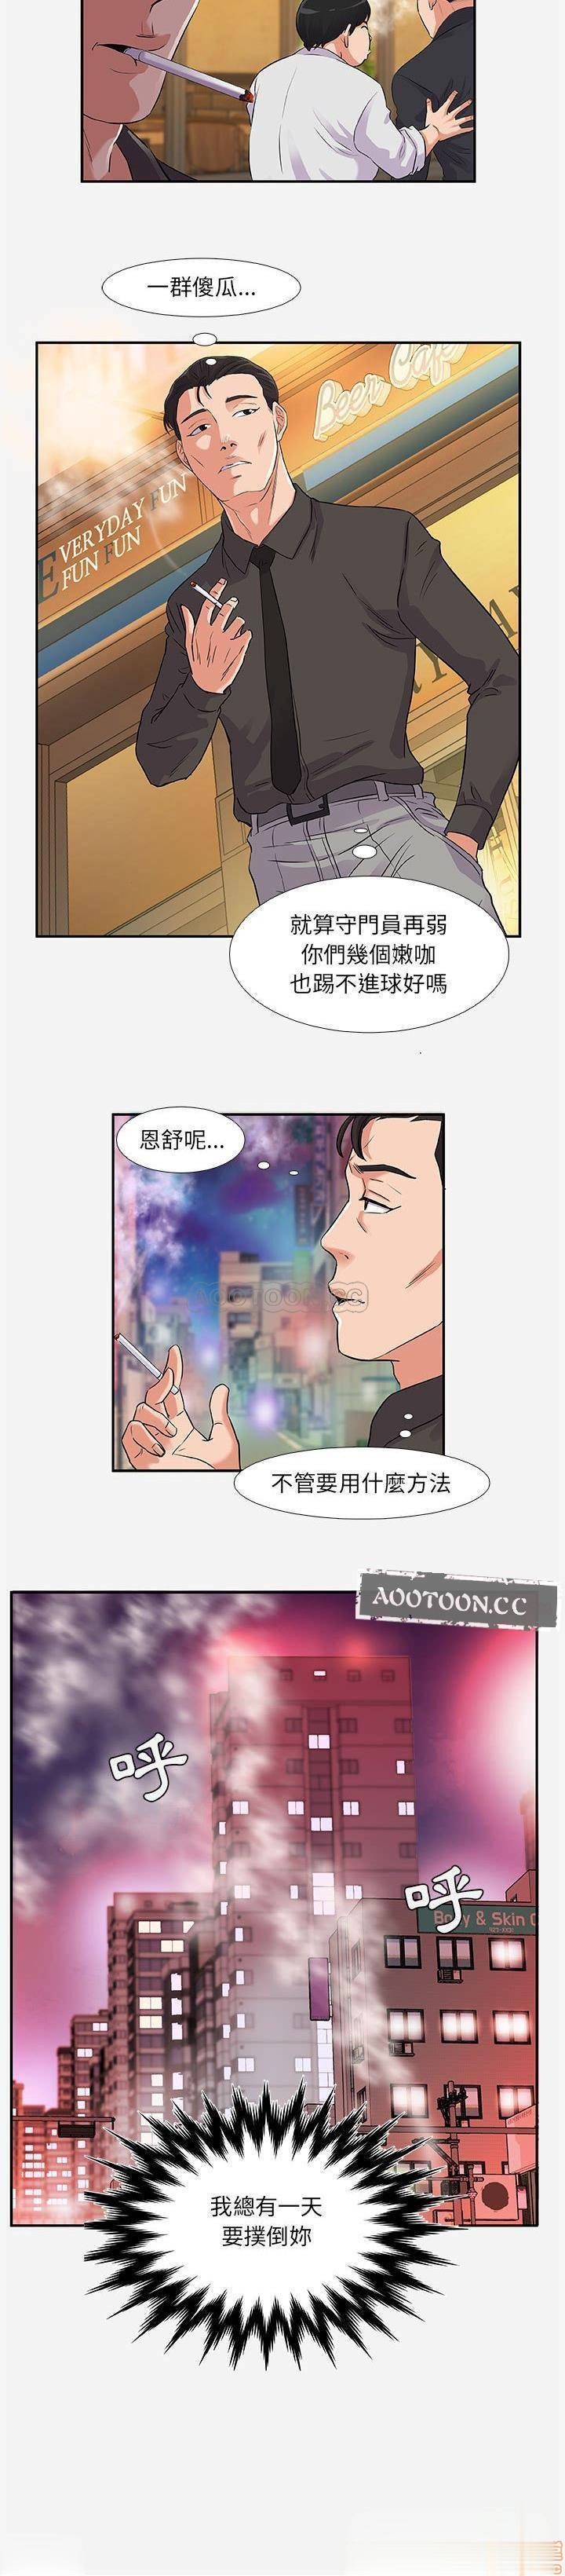 一群傻瓜...
Beer Cafe
EVERYDAY FUN
FUN FUN
就算守門員再弱
你們幾個嫩咖
也踢不進球好嗎
恩舒呢...
AOOTOON.CC
不管要用什麼方法
AOOTOON.CC
呼
呼
Body & Skin C
我總有一天
要撲倒妳